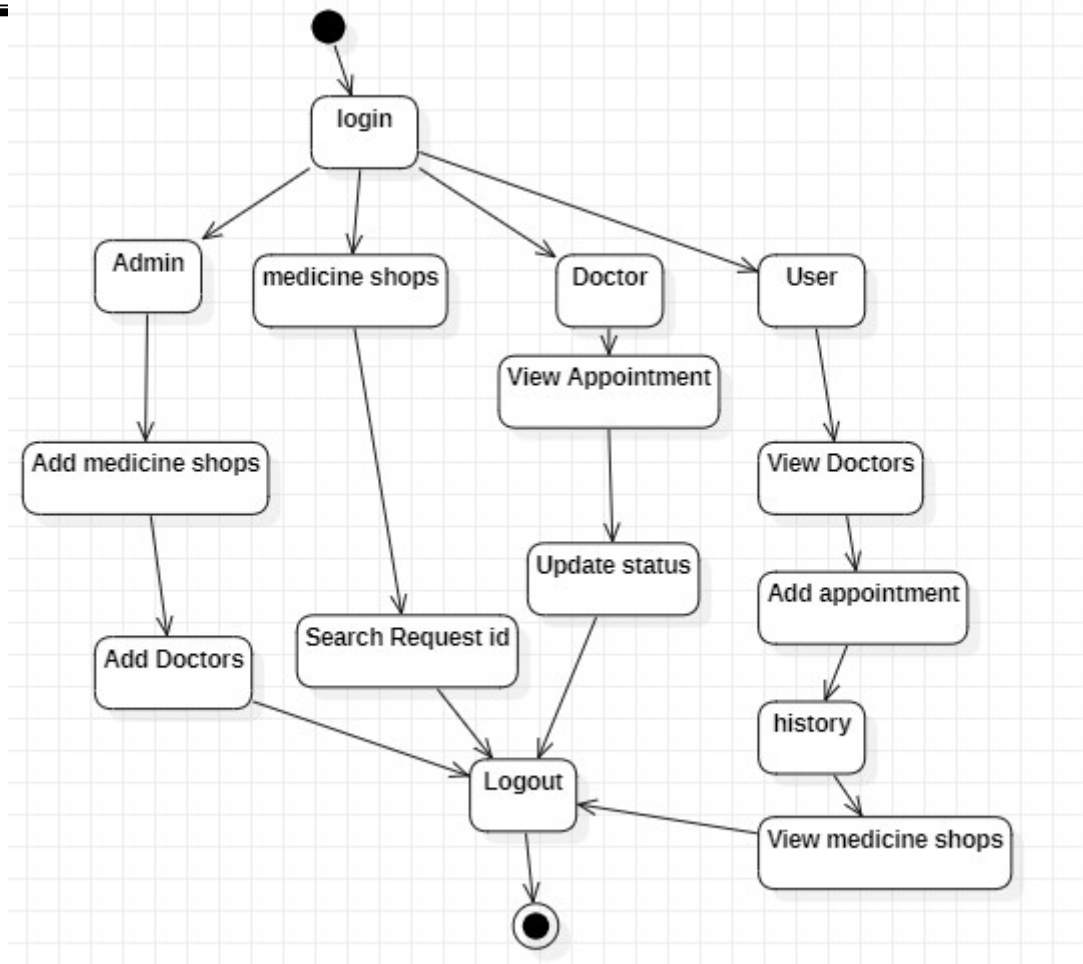 login
Admin
medicine shops
Doctor
User
View Appointment
Add medicine shops
View Doctors
Update status
Add appointment
Search Request id
Add Doctors
history
Logout
View medicine shops